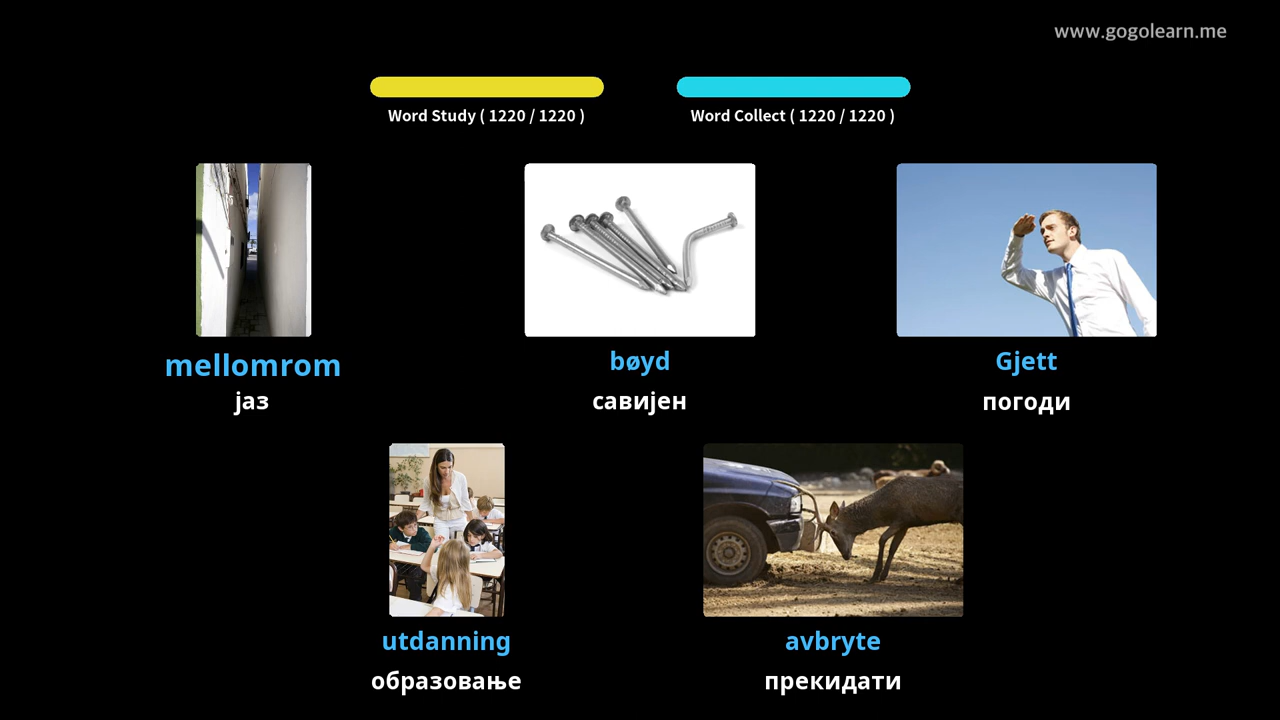 www.gogolearn.me
Word Study ( 1220 / 1220 )
Word Collect ( 1220 / 1220 )
mellomrom
јаз
bøyd
савијен
Gjett
погоди
utdanning
образовање
avbryte
прекидати